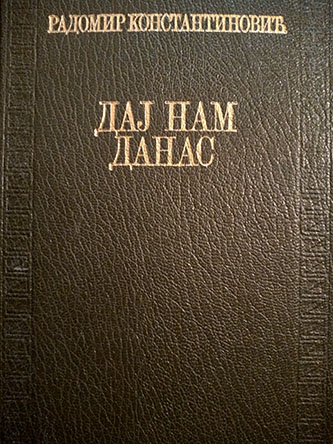 РАДОМИР КОНСТАНТИНОВИЋ
ДАЈ НАМ
ДАНАС